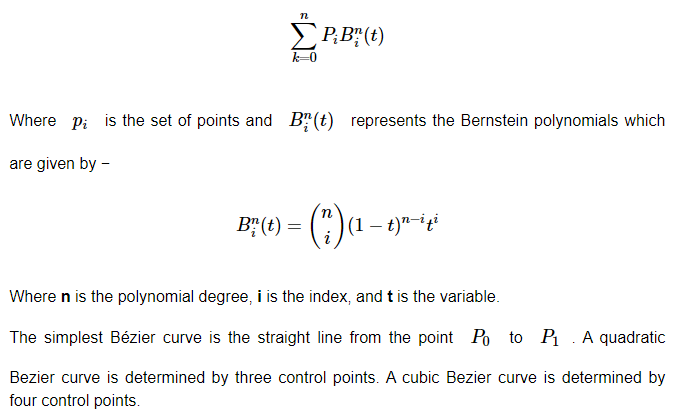 $$\sum_{k=0}^{n} P_i B_i^n(t)$$
Where $p_i$ is the set of points and $B_i^n(t)$ represents the Bernstein polynomials which
are given by −
$$B_i^n(t) = \binom{n}{i} (1 - t)^{n-i} t^i$$
Where n is the polynomial degree, i is the index, and t is the variable.
The simplest Bézier curve is the straight line from the point $P_0$ to $P_1$ . A quadratic
Bezier curve is determined by three control points. A cubic Bezier curve is determined by
four control points.